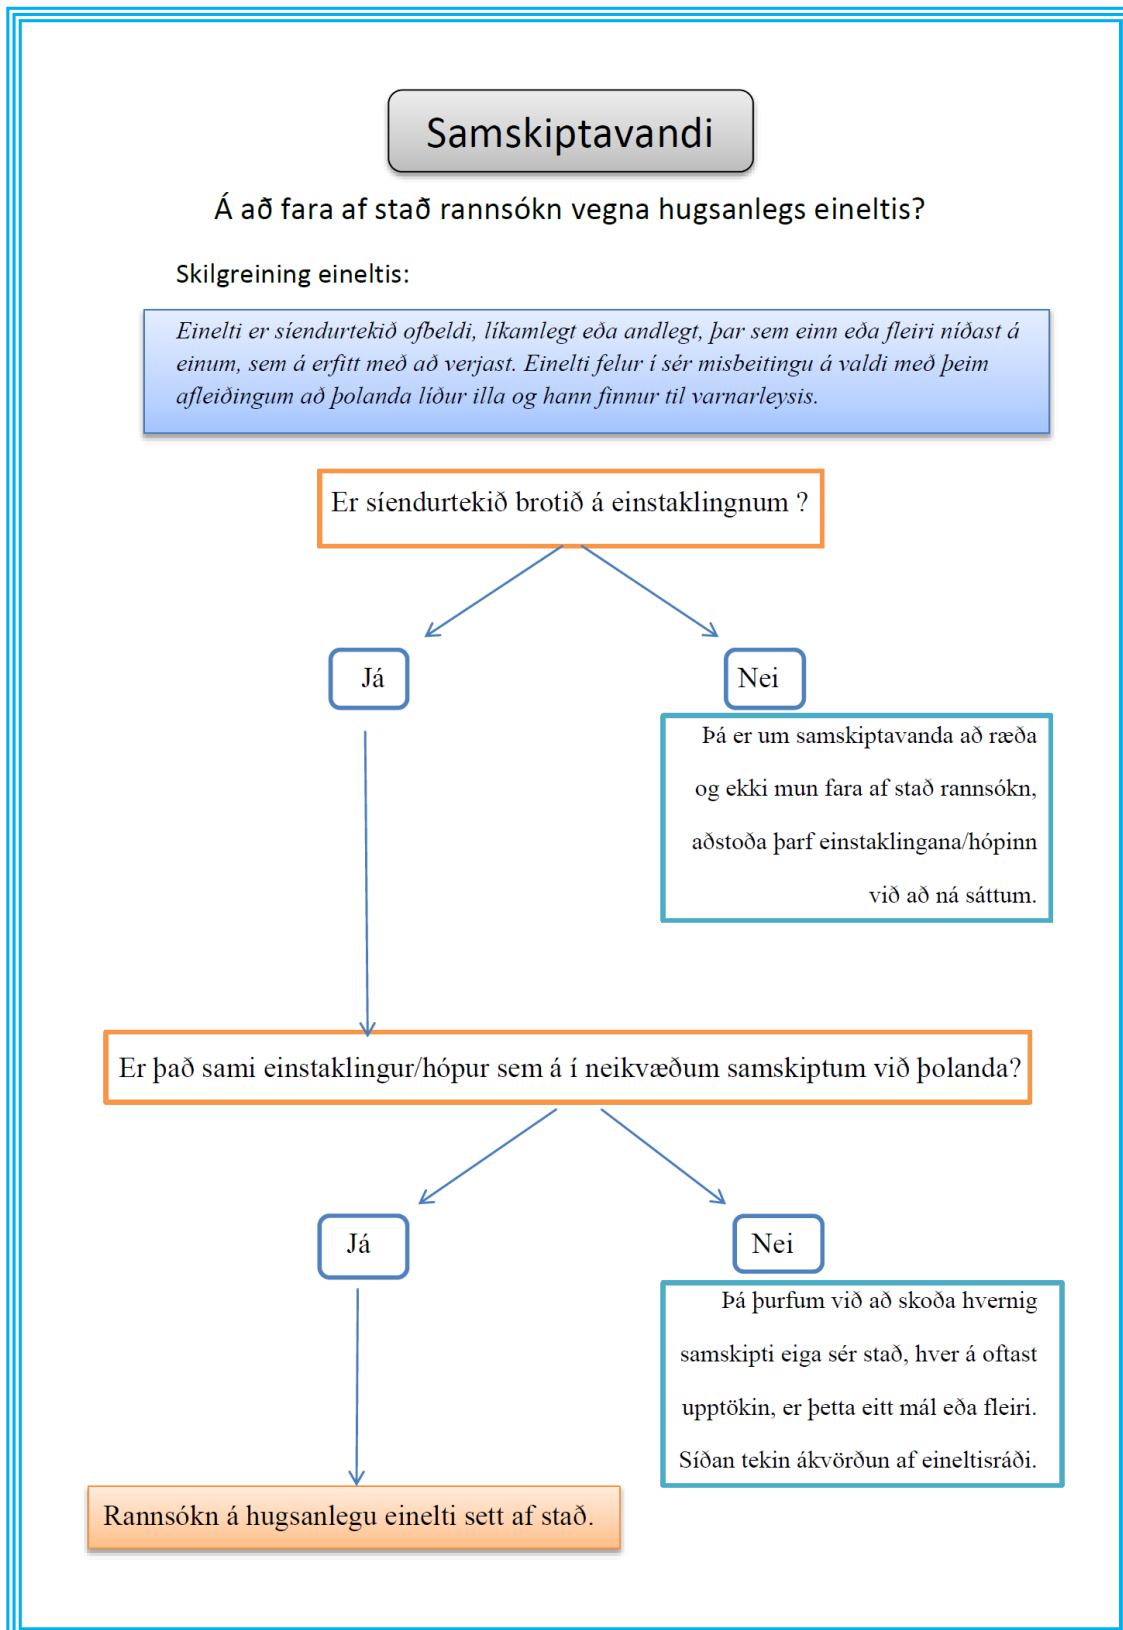 Samskiptavandi
Á að fara af stað rannsókn vegna hugsanlegs eineltis?
Skilgreining eineltis:
Einelti er síendurtekið ofbeldi, líkamlegt eða andlegt, þar sem einn eða fleiri níðast á
einum, sem á erfitt með að verjast. Einelti felur í sér misbeitingu á valdi með þeim
afleiðingum að þolanda líður illa og hann finnur til varnarleysis.
Er síendurtekið brotið á einstaklingnum ?
Já
Nei
Þá er um samskiptavanda að ræða
og ekki mun fara af stað rannsókn,
aðstoða þarf einstaklingana/hópinn
við að ná sáttum.
Er það sami einstaklingur/hópur sem á í neikvæðum samskiptum við þolanda?
Já
Nei
Þá þurfum við að skoða hvernig
samskipti eiga sér stað, hver á oftast
upptökin, er þetta eitt mál eða fleiri.
Síðan tekin ákvörðun af eineltisráði.
Rannsókn á hugsanlegu einelti sett af stað.